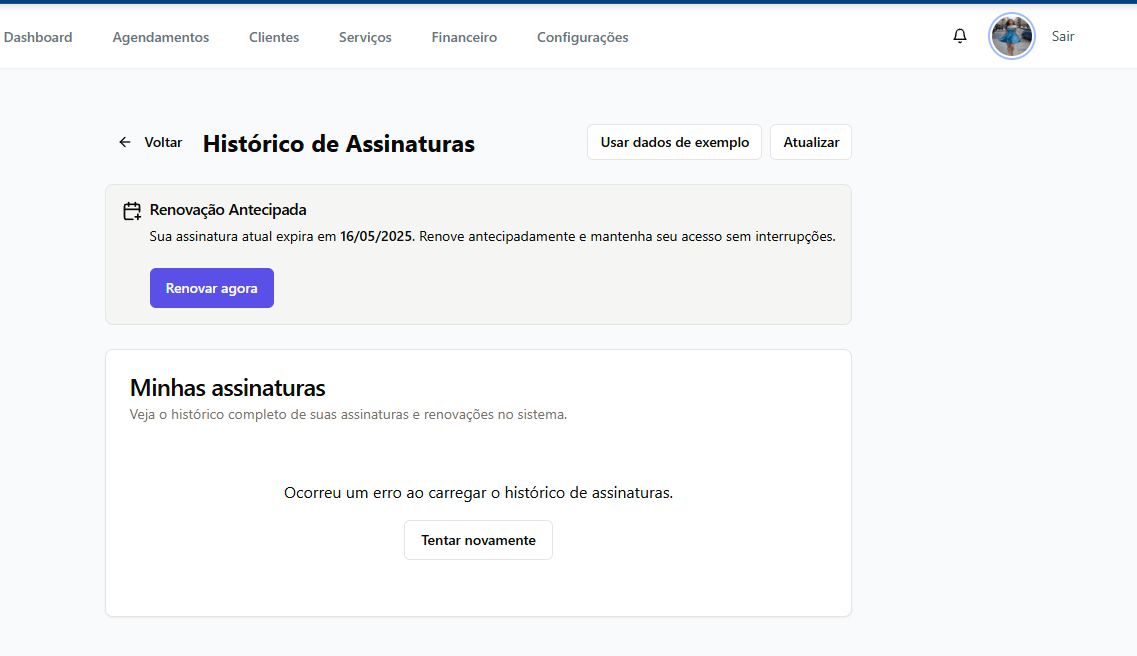 Dashboard Agendamentos Clientes Serviços Financeiro Configurações Sair
Voltar Histórico de Assinaturas Usar dados de exemplo Atualizar
Renovação Antecipada
Sua assinatura atual expira em 16/05/2025. Renove antecipadamente e mantenha seu acesso sem interrupções.
Renovar agora
Minhas assinaturas
Veja o histórico completo de suas assinaturas e renovações no sistema.
Ocorreu um erro ao carregar o histórico de assinaturas.
Tentar novamente